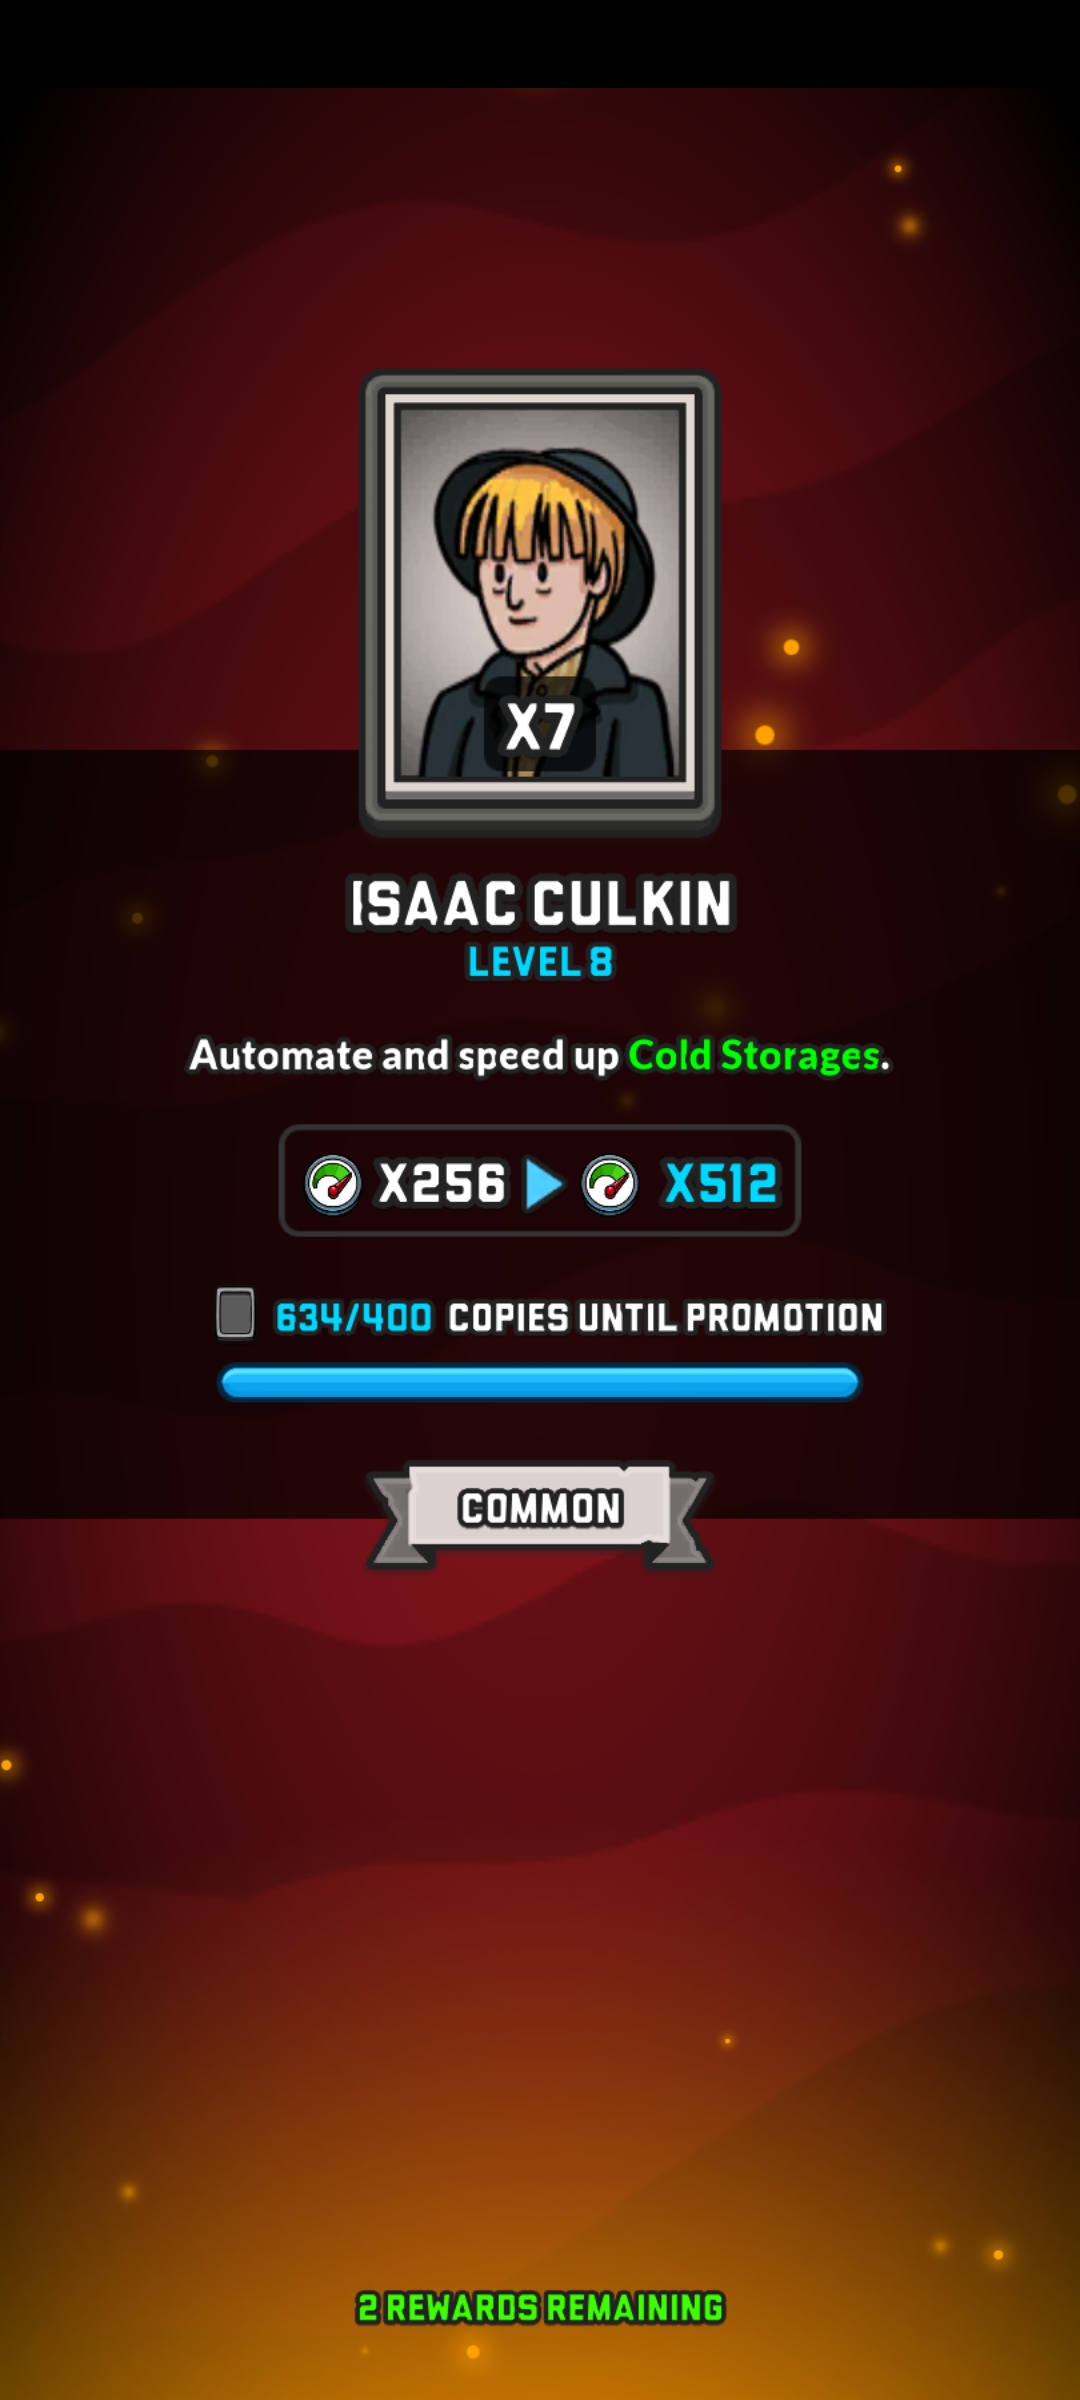 X7
ISAAC CULKIN
LEVEL 8
Automate and speed up Cold Storages.
X256 X512
634/400 COPIES UNTIL PROMOTION
COMMON
2 REWARDS REMAINING